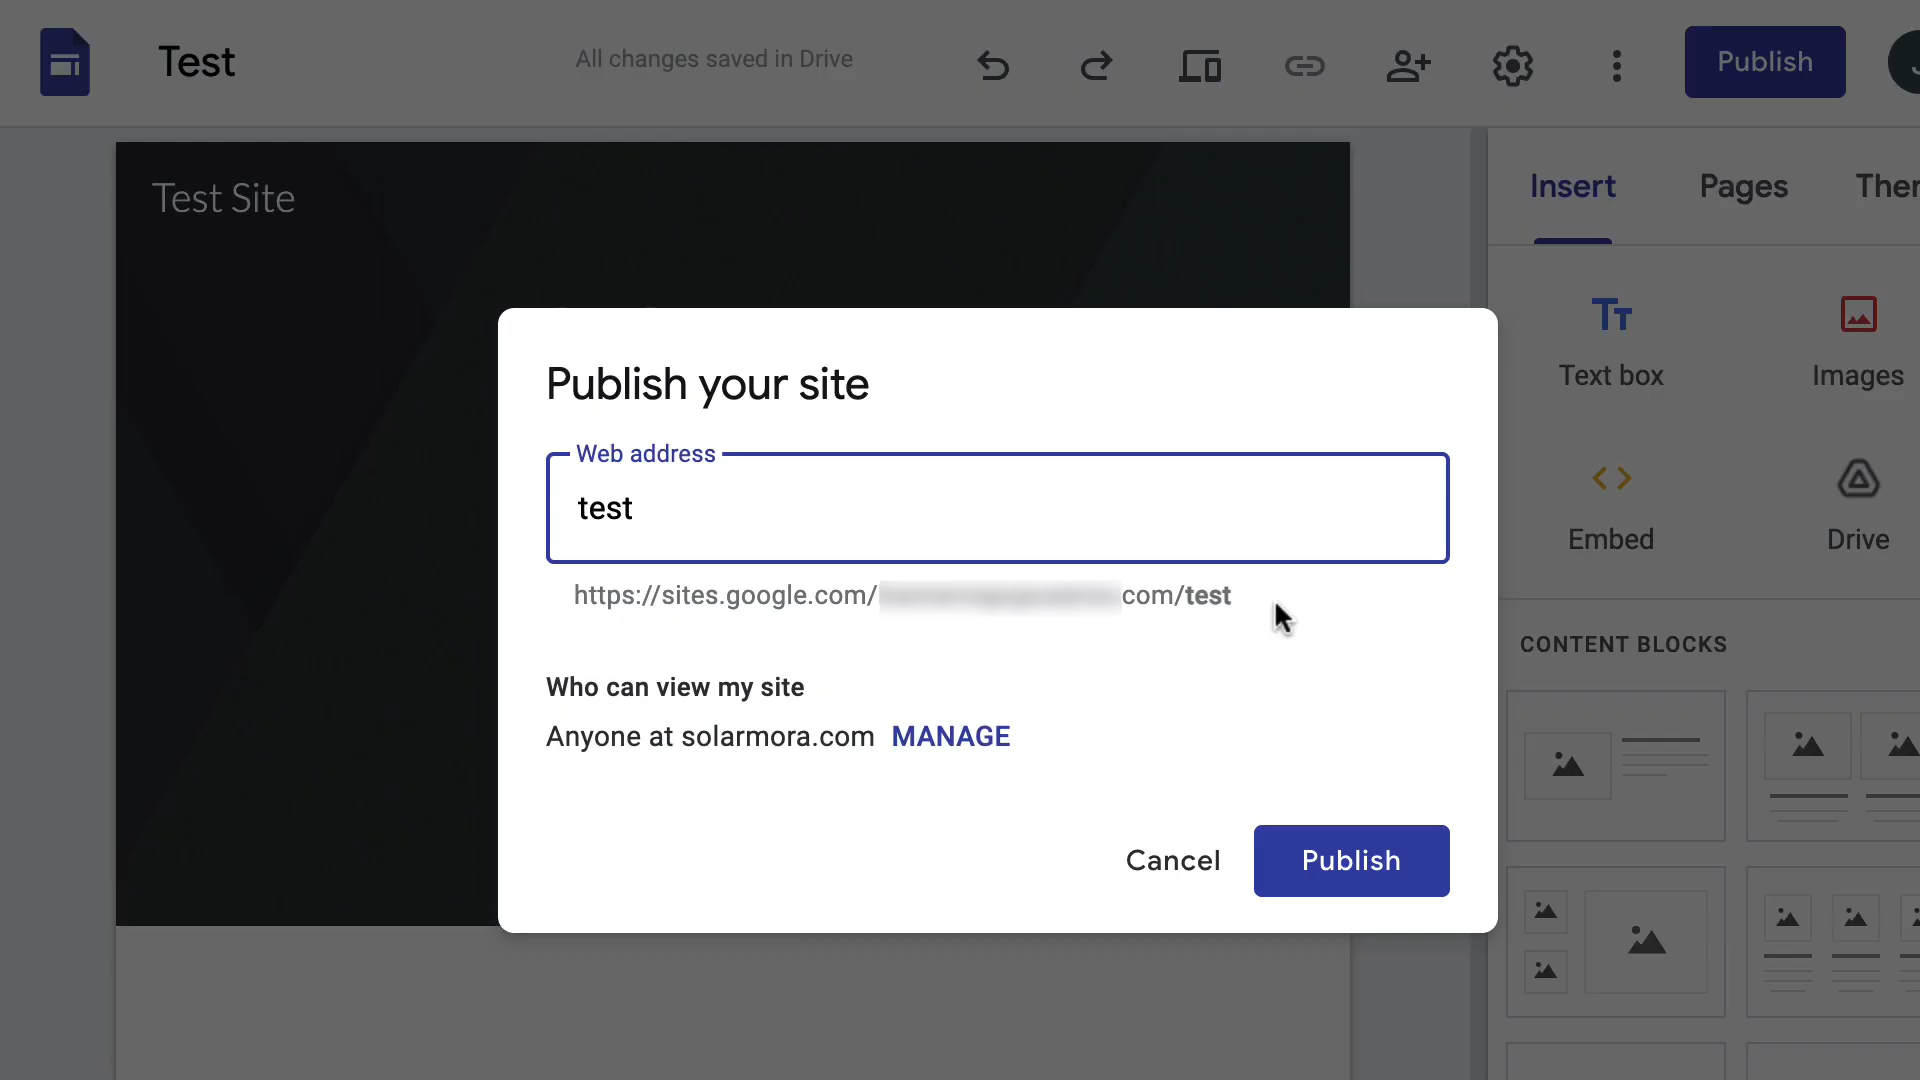 Test
All changes saved in Drive
Publish
Test Site
Insert
Pages
Text box
Images
Embed
Drive
CONTENT BLOCKS
Publish your site
Web address
test
https://sites.google.com/
com/test
Who can view my site
Anyone at solarmora.com MANAGE
Cancel
Publish